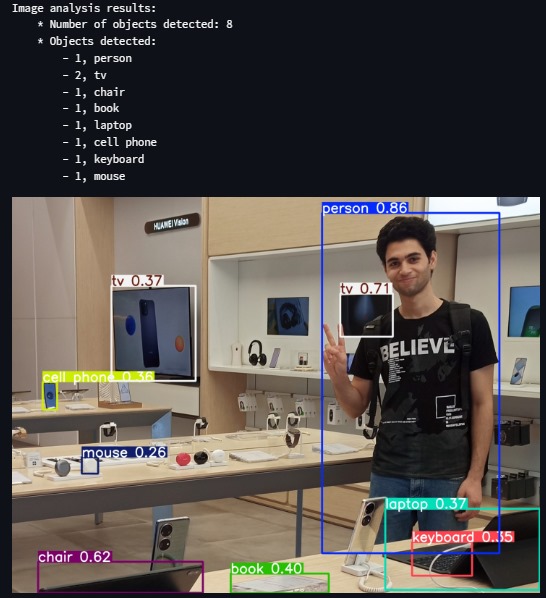 Image analysis results:
* Number of objects detected: 8
* Objects detected:
- 1, person
- 2, tv
- 1, chair
- 1, book
- 1, laptop
- 1, cell phone
- 1, keyboard
- 1, mouse
person 0.86
HUAWEI Vision
tv 0.37
tv 0.71
BELIEVE
cell phone 0.36
mouse 0.26
laptop 0.37
keyboard 0.35
chair 0.62
book 0.40